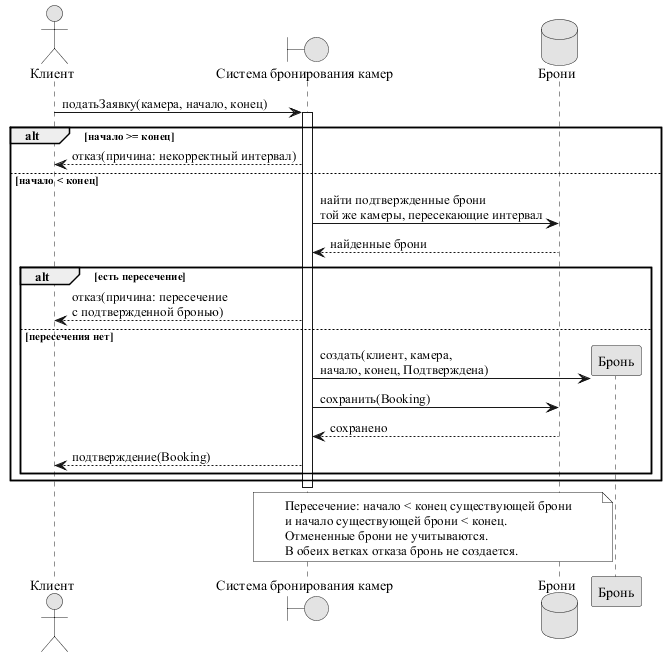 Клиент
Система бронирования камер
Брони
податьЗаявку(камера, начало, конец)
alt
[начало >= конец]
отказ(причина: некорректный интервал)
[начало < конец]
найти подтвержденные брони
той же камеры, пересекающие интервал
найденные брони
alt
[есть пересечение]
отказ(причина: пересечение
с подтвержденной бронью)
[пересечения нет]
Бронь
создать(клиент, камера,
начало, конец, Подтверждена)
сохранить(Booking)
сохранено
подтверждение(Booking)
Пересечение: начало < конец существующей брони
и начало существующей брони < конец.
Отмененные брони не учитываются.
В обеих ветках отказа бронь не создается.
Клиент
Система бронирования камер
Брони
Бронь